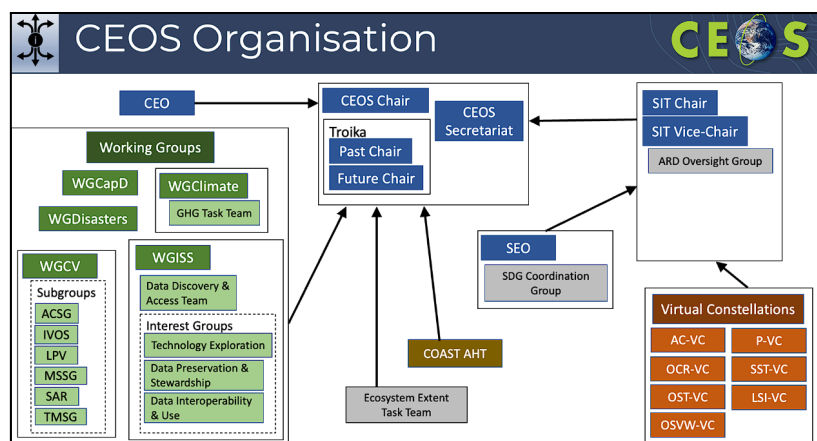 CEOS Organisation
CEOS
CEO
CEOS Chair
CEOS
Secretariat
Troika
Past Chair
Future Chair
SIT Chair
SIT Vice-Chair
ARD Oversight Group
Working Groups
WGCapD
WGDisasters
WGClimate
GHG Task Team
WGCV
Subgroups
ACSG
IVOS
LPV
MSSG
SAR
TMSG
WGISS
Data Discovery &
Access Team
Interest Groups
Technology Exploration
Data Preservation &
Stewardship
Data Interoperability
& Use
SEO
SDG Coordination
Group
COAST AHT
Ecosystem Extent
Task Team
Virtual Constellations
AC-VC
P-VC
OCR-VC
SST-VC
OST-VC
LSI-VC
OSVW-VC